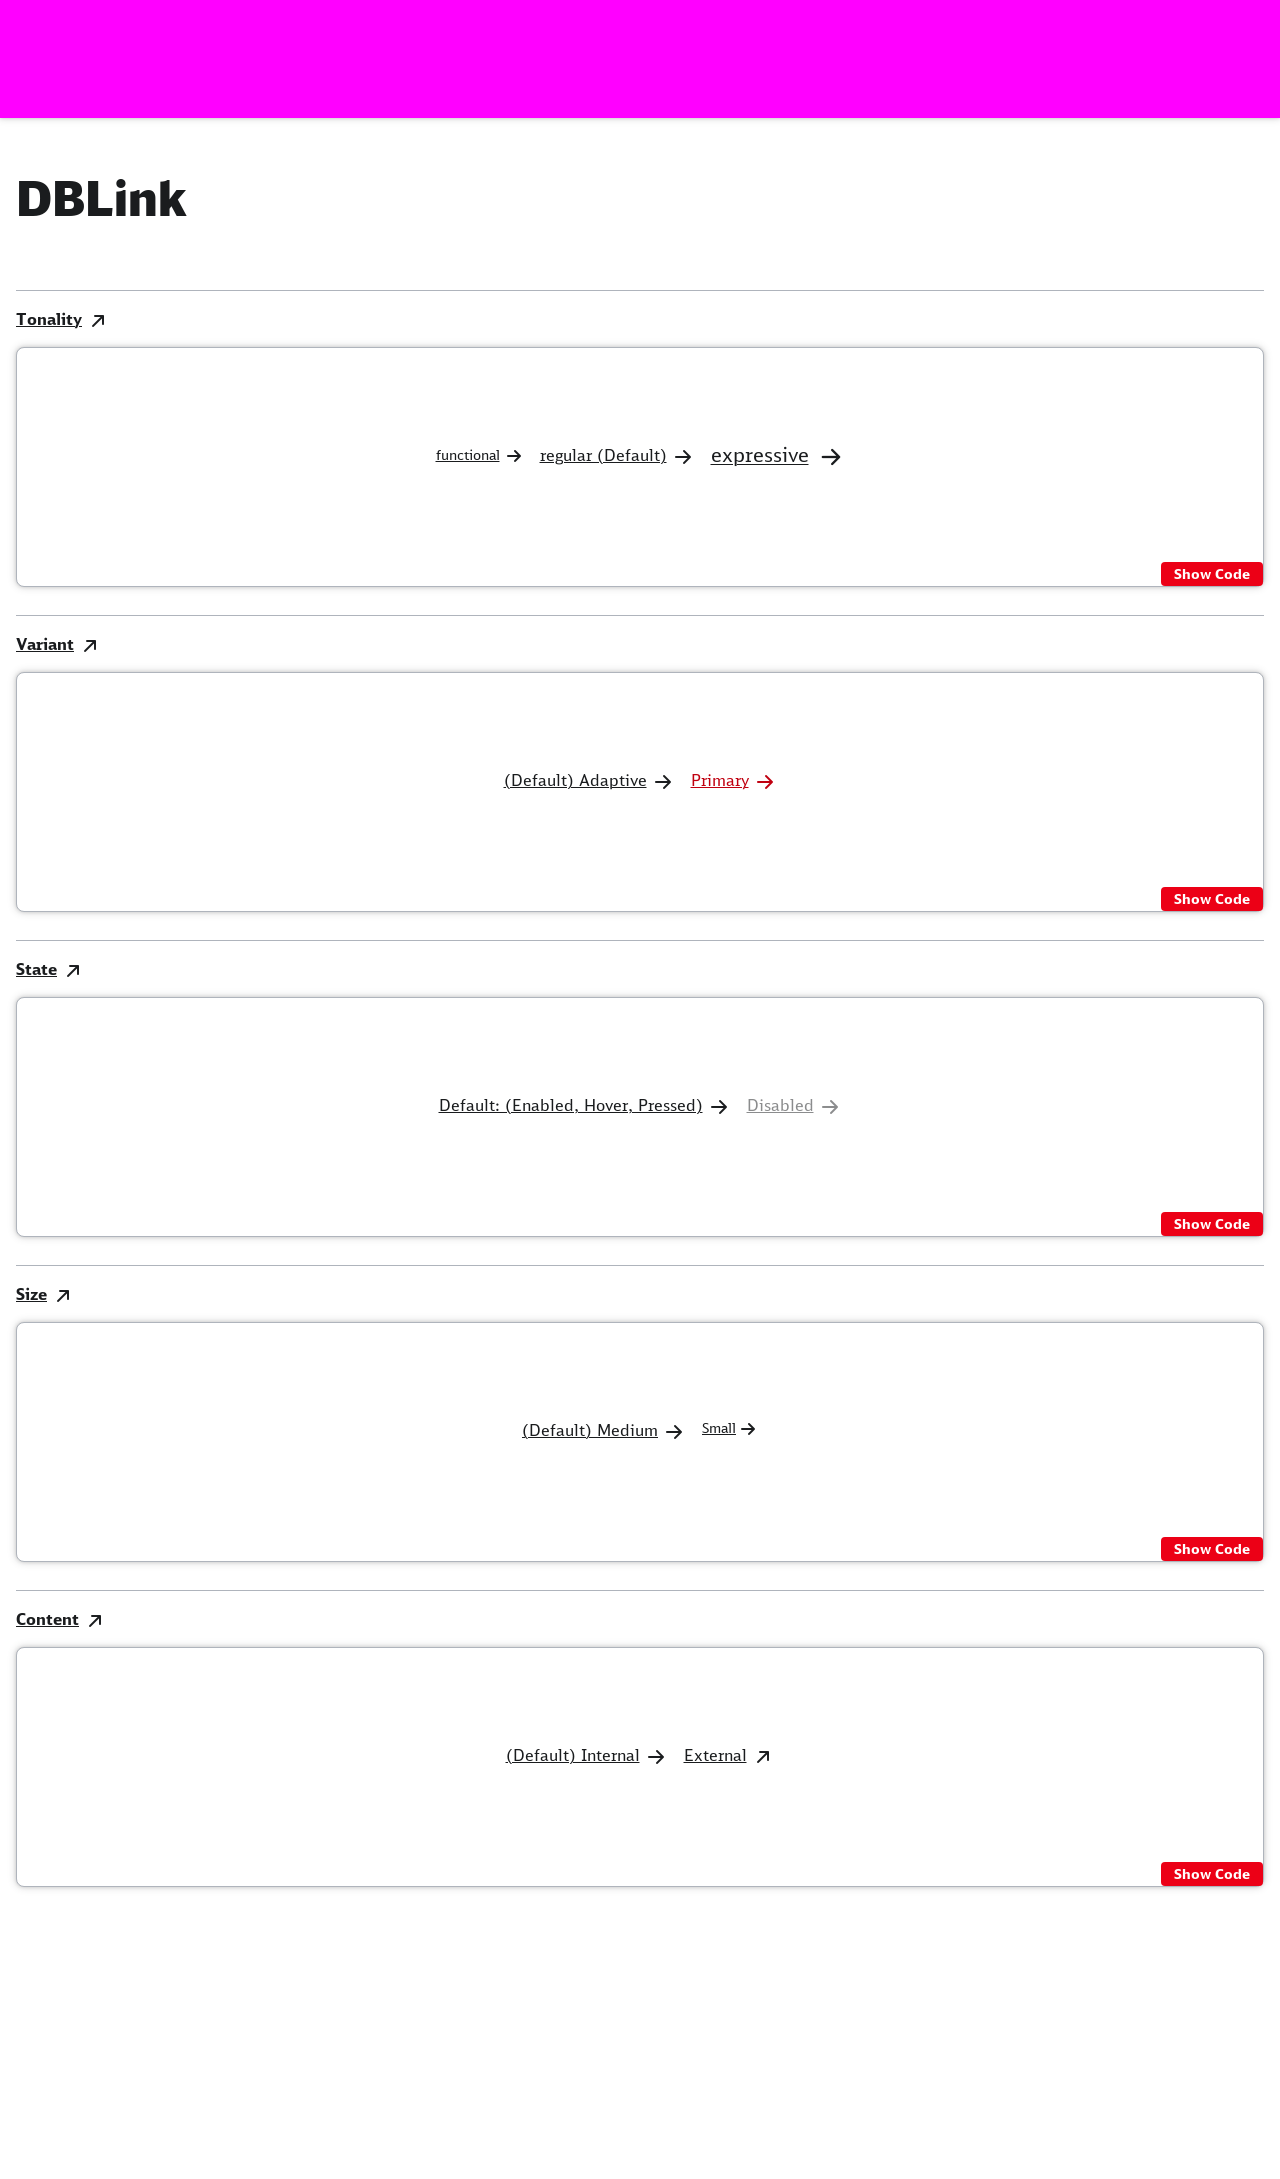 DBLink
Tonality
functional regular (Default) expressive
Show Code
Variant
(Default) Adaptive Primary
Show Code
State
Default: (Enabled, Hover, Pressed) Disabled
Show Code
Size
(Default) Medium Small
Show Code
Content
(Default) Internal External
Show Code